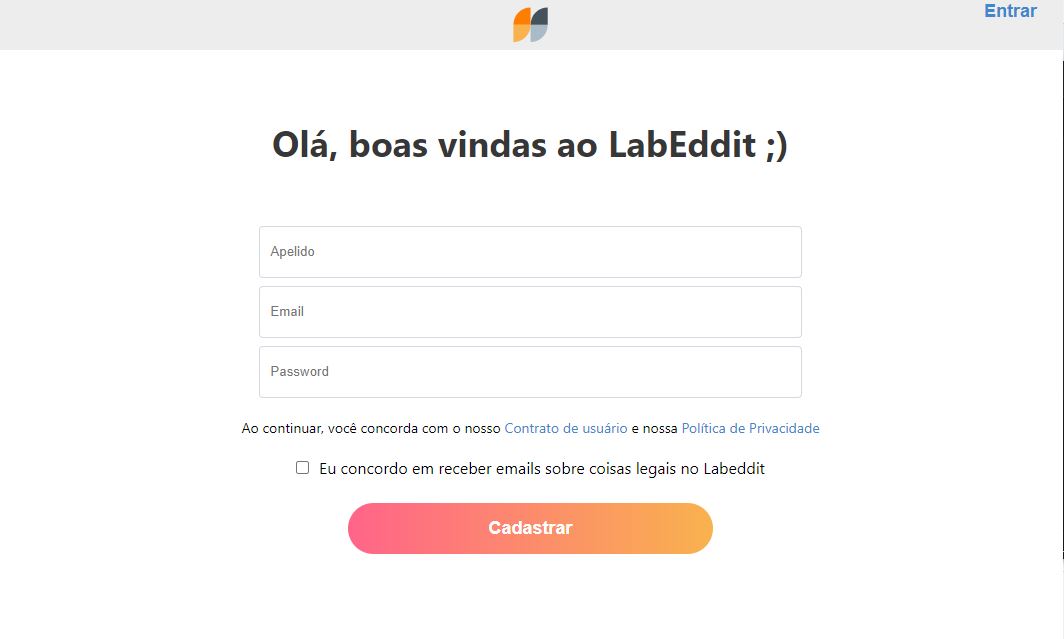 Entrar
Olá, boas vindas ao LabEddit ;)
Apelido
Email
Password
Ao continuar, você concorda com o nosso Contrato de usuário e nossa Política de Privacidade
Eu concordo em receber emails sobre coisas legais no Labeddit
Cadastrar